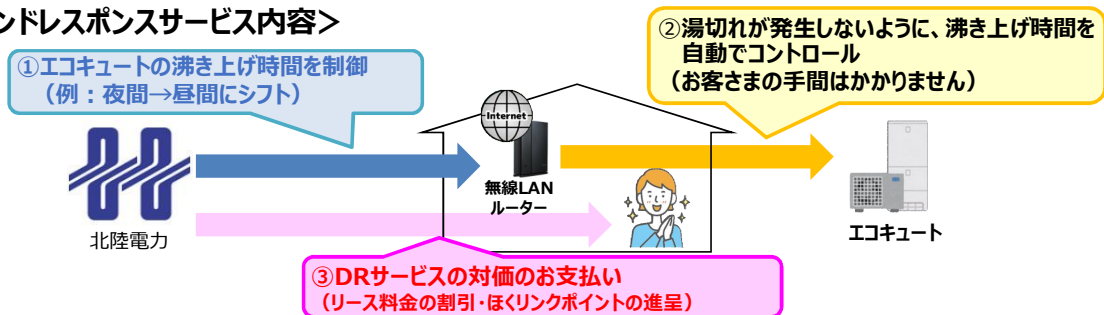 ンドレスポンスサービス内容＞
①エコキュートの沸き上げ時間を制御
（例：夜間→昼間にシフト）
②湯切れが発生しないように、沸き上げ時間を
自動でコントロール
（お客さまの手間はかかりません）
Internet
無線LAN
ルーター
北陸電力
エコキュート
③DRサービスの対価のお支払い
（リース料金の割引・ほくリンクポイントの進呈）